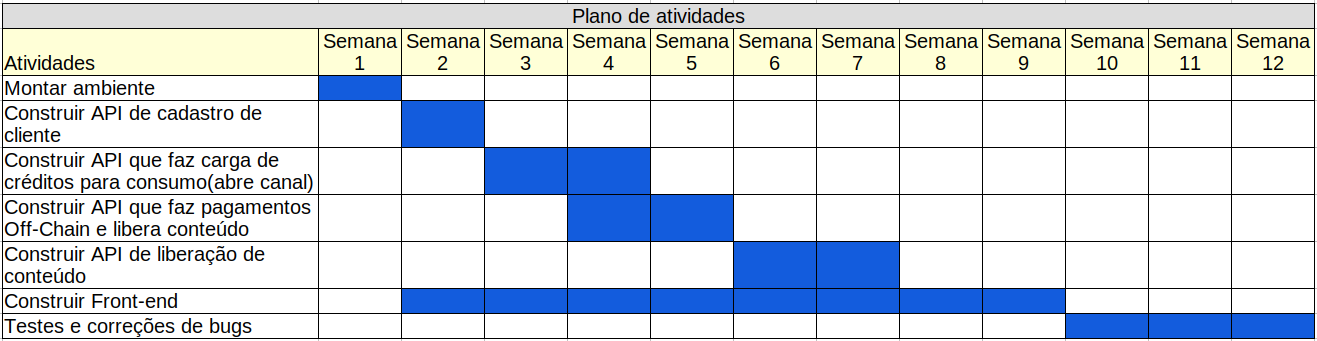 Plano de atividades
Atividades
Semana 1
Semana 2
Semana 3
Semana 4
Semana 5
Semana 6
Semana 7
Semana 8
Semana 9
Semana 10
Semana 11
Semana 12
Montar ambiente
Construir API de cadastro de
cliente
Construir API que faz carga de
créditos para consumo(abre canal)
Construir API que faz pagamentos
Off-Chain e libera conteúdo
Construir API de liberação de
conteúdo
Construir Front-end
Testes e correções de bugs